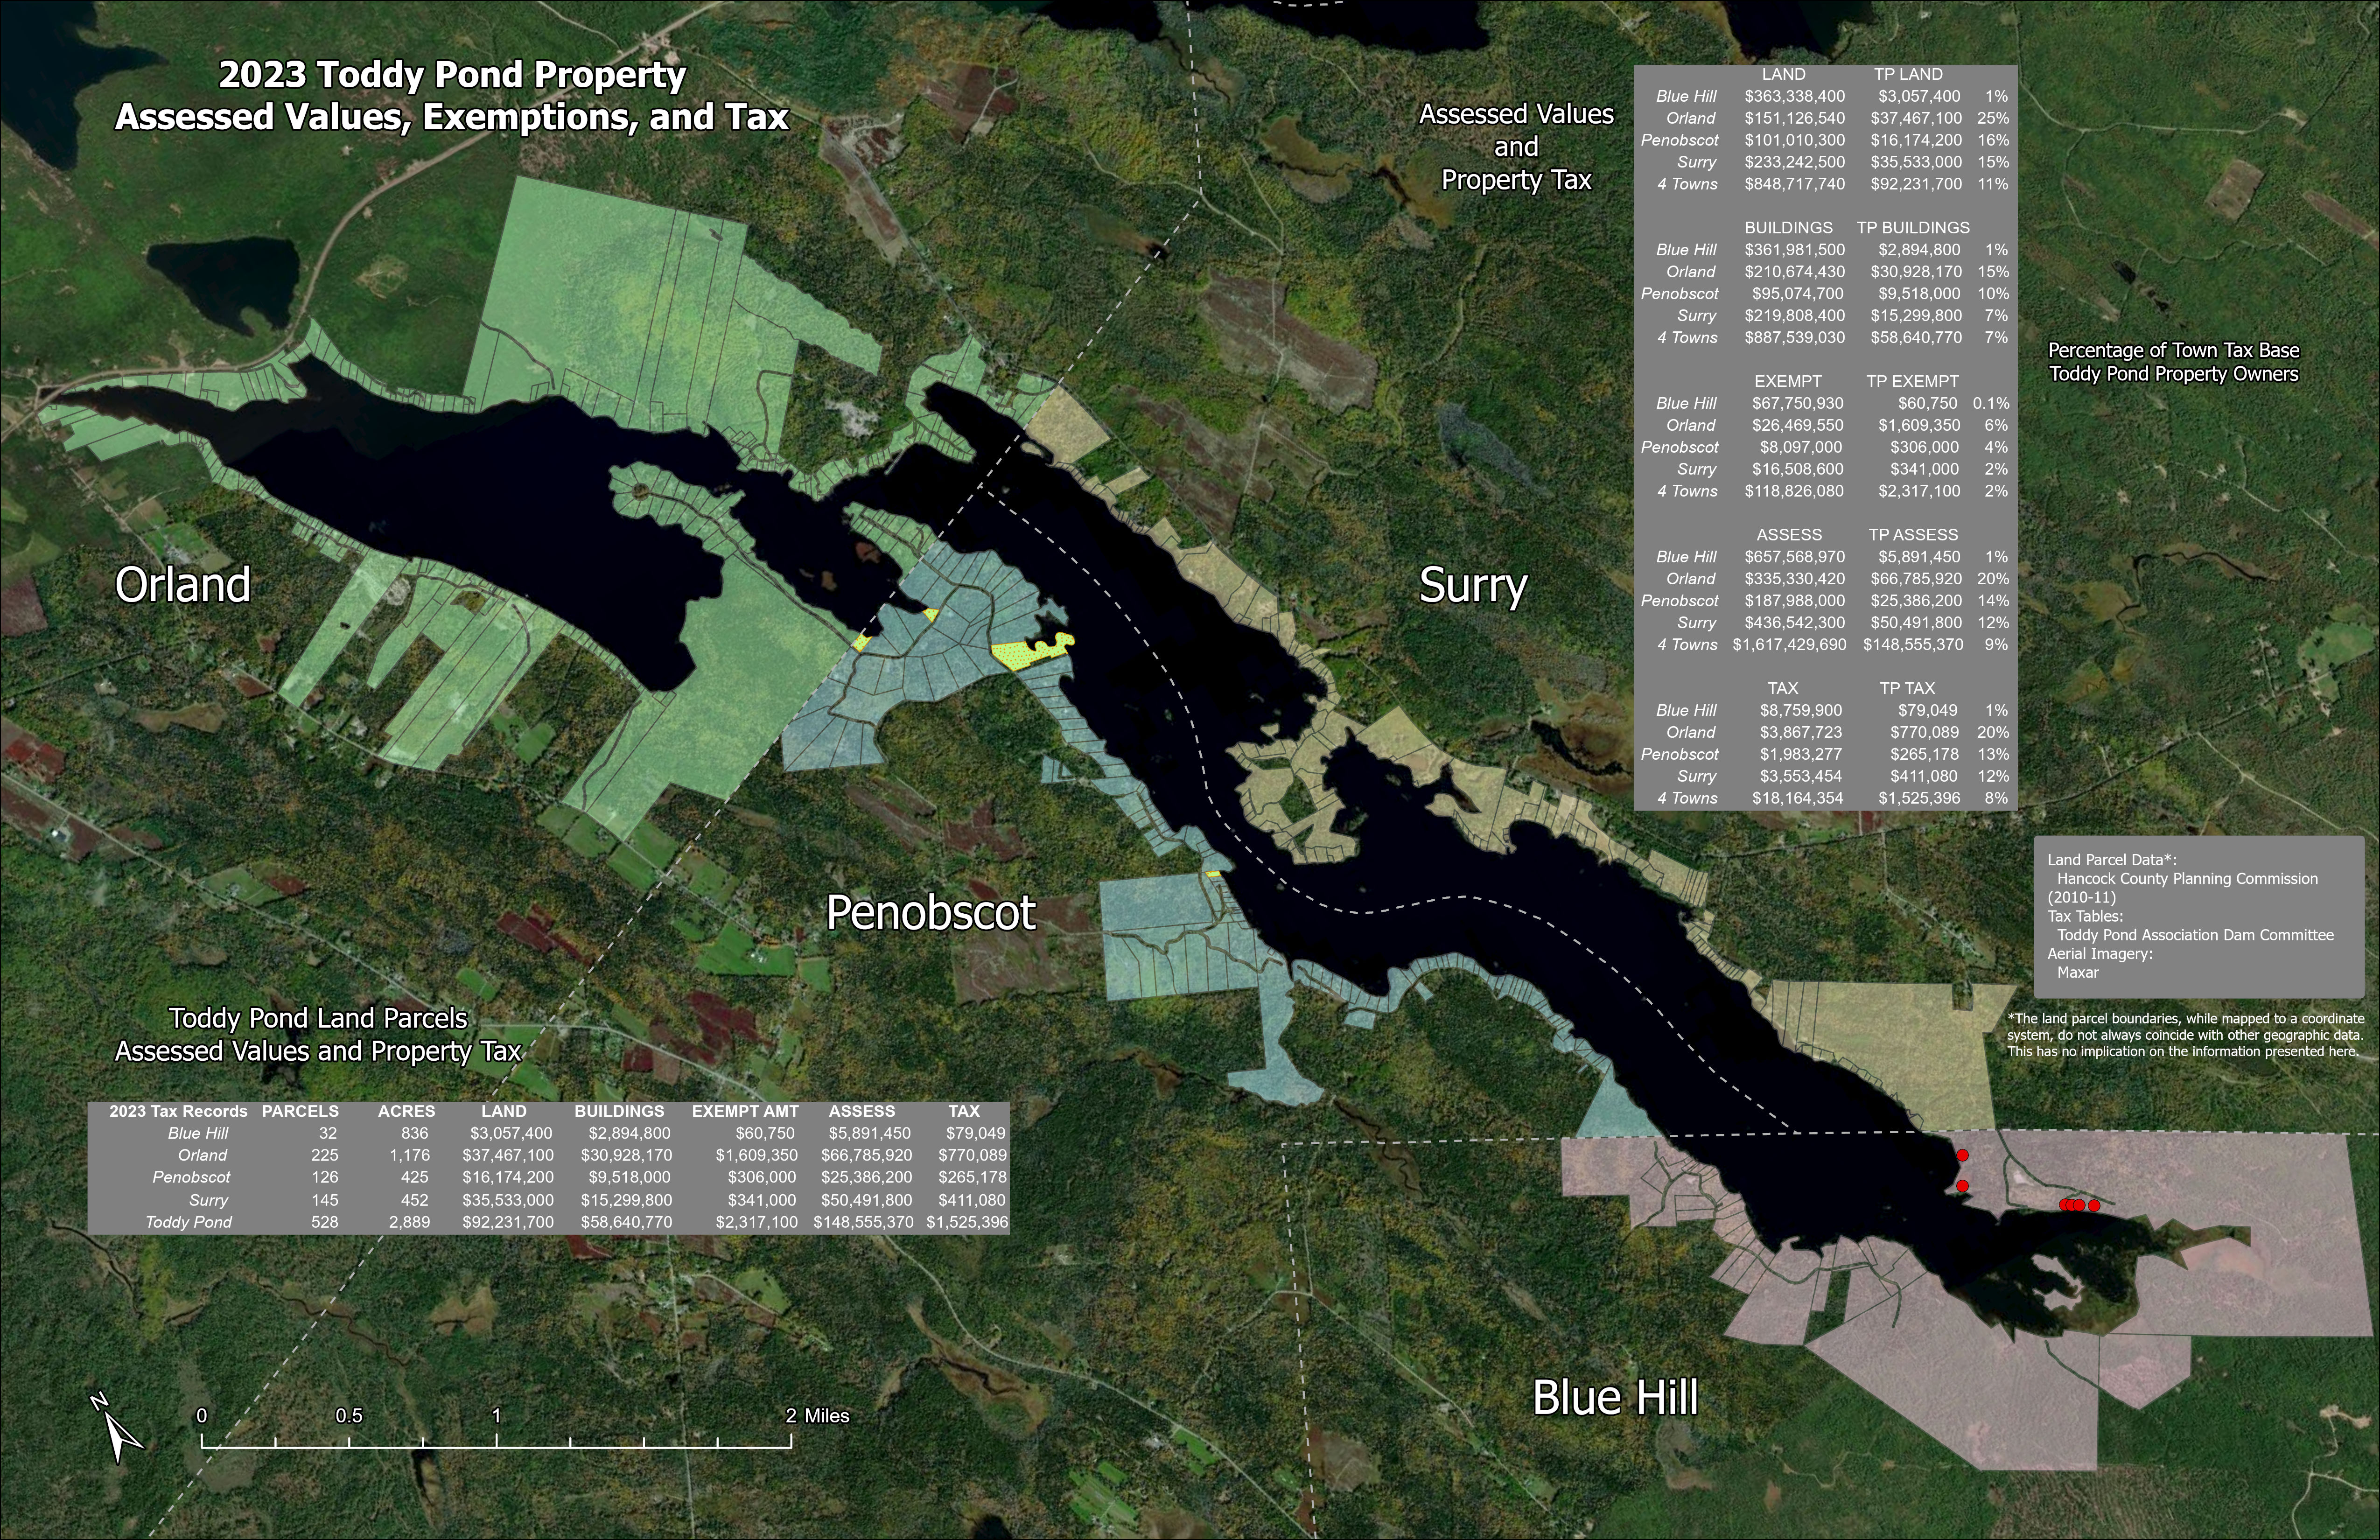 2023 Toddy Pond Property
Assessed Values, Exemptions, and Tax
Assessed Values
and
Property Tax
LAND TP LAND
Blue Hill $363,338,400 $3,057,400 1%
Orland $151,126,540 $37,467,100 25%
Penobscot $101,010,300 $16,174,200 16%
Surry $233,242,500 $35,533,000 15%
4 Towns $848,717,740 $92,231,700 11%
BUILDINGS TP BUILDINGS
Blue Hill $361,981,500 $2,894,800 1%
Orland $210,674,430 $30,928,170 15%
Penobscot $95,074,700 $9,518,000 10%
Surry $219,808,400 $15,299,800 7%
4 Towns $887,539,030 $58,640,770 7%
EXEMPT TP EXEMPT
Blue Hill $67,750,930 $60,750 0.1%
Orland $26,469,550 $1,609,350 6%
Penobscot $8,097,000 $306,000 4%
Surry $16,508,600 $341,000 2%
4 Towns $118,826,080 $2,317,100 2%
ASSESS TP ASSESS
Blue Hill $657,568,970 $5,891,450 1%
Orland $335,330,420 $66,785,920 20%
Penobscot $187,988,000 $25,386,200 14%
Surry $436,542,300 $50,491,800 12%
4 Towns $1,617,429,690 $148,555,370 9%
TAX TP TAX
Blue Hill $8,759,900 $79,049 1%
Orland $3,867,723 $770,089 20%
Penobscot $1,983,277 $265,178 13%
Surry $3,553,454 $411,080 12%
4 Towns $18,164,354 $1,525,396 8%
Percentage of Town Tax Base
Toddy Pond Property Owners
Orland
Surry
Penobscot
Land Parcel Data*:
Hancock County Planning Commission
(2010-11)
Tax Tables:
Toddy Pond Association Dam Committee
Aerial Imagery:
Maxar
*The land parcel boundaries, while mapped to a coordinate
system, do not always coincide with other geographic data.
This has no implication on the information presented here.
Toddy Pond Land Parcels
Assessed Values and Property Tax
2023 Tax Records PARCELS ACRES LAND BUILDINGS EXEMPT AMT ASSESS TAX
Blue Hill 32 836 $3,057,400 $2,894,800 $60,750 $5,891,450 $79,049
Orland 225 1,176 $37,467,100 $30,928,170 $1,609,350 $66,785,920 $770,089
Penobscot 126 425 $16,174,200 $9,518,000 $306,000 $25,386,200 $265,178
Surry 145 452 $35,533,000 $15,299,800 $341,000 $50,491,800 $411,080
Toddy Pond 528 2,889 $92,231,700 $58,640,770 $2,317,100 $148,555,370 $1,525,396
Blue Hill
N
0 0.5 1 2 Miles